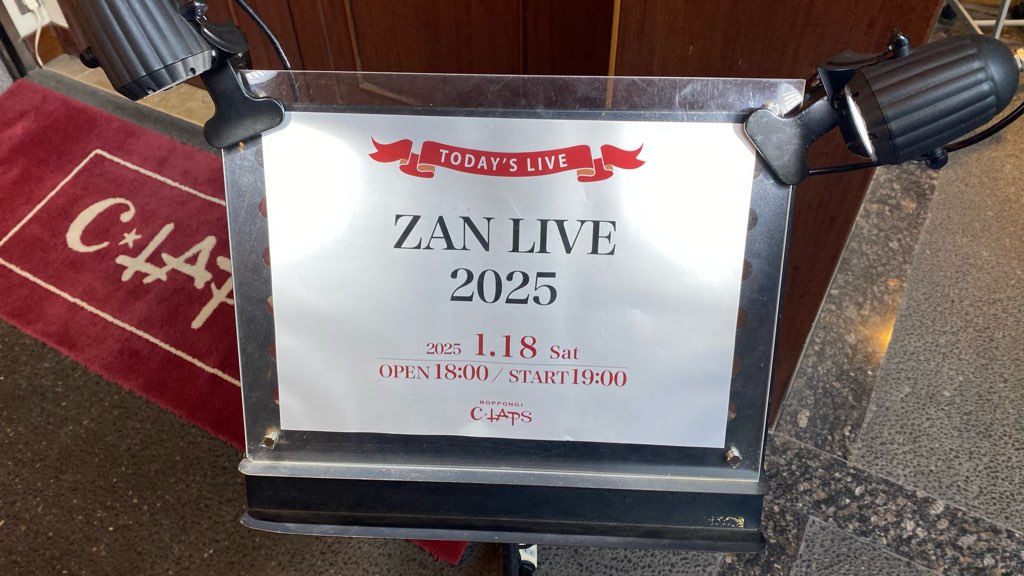 TODAY'S LIVE
ZAN LIVE
2025
2025 1.18 Sat
OPEN 18:00 / START 19:00
ROPPONGI
C★LAPS
C★LAPS